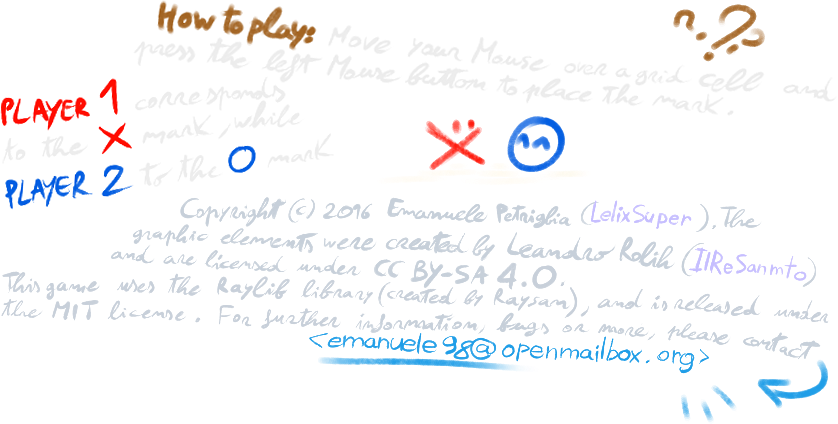 How to play: Move your Mouse over a grid cell and
press the left Mouse button to place the mark.
PLAYER 1 corresponds
to the X mark, while
PLAYER 2 to the O mark
Copyright (c) 2016 Emanuele Petriglia (LelixSuper). The
graphic elements were created by Leandro Rolih (IlReSanmto)
and are licensed under CC BY-SA 4.0.
This game uses the Raylib library (created by Raysan), and is released under
the MIT license. For further information, bugs or more, please contact
<emanuele98@openmailbox.org>